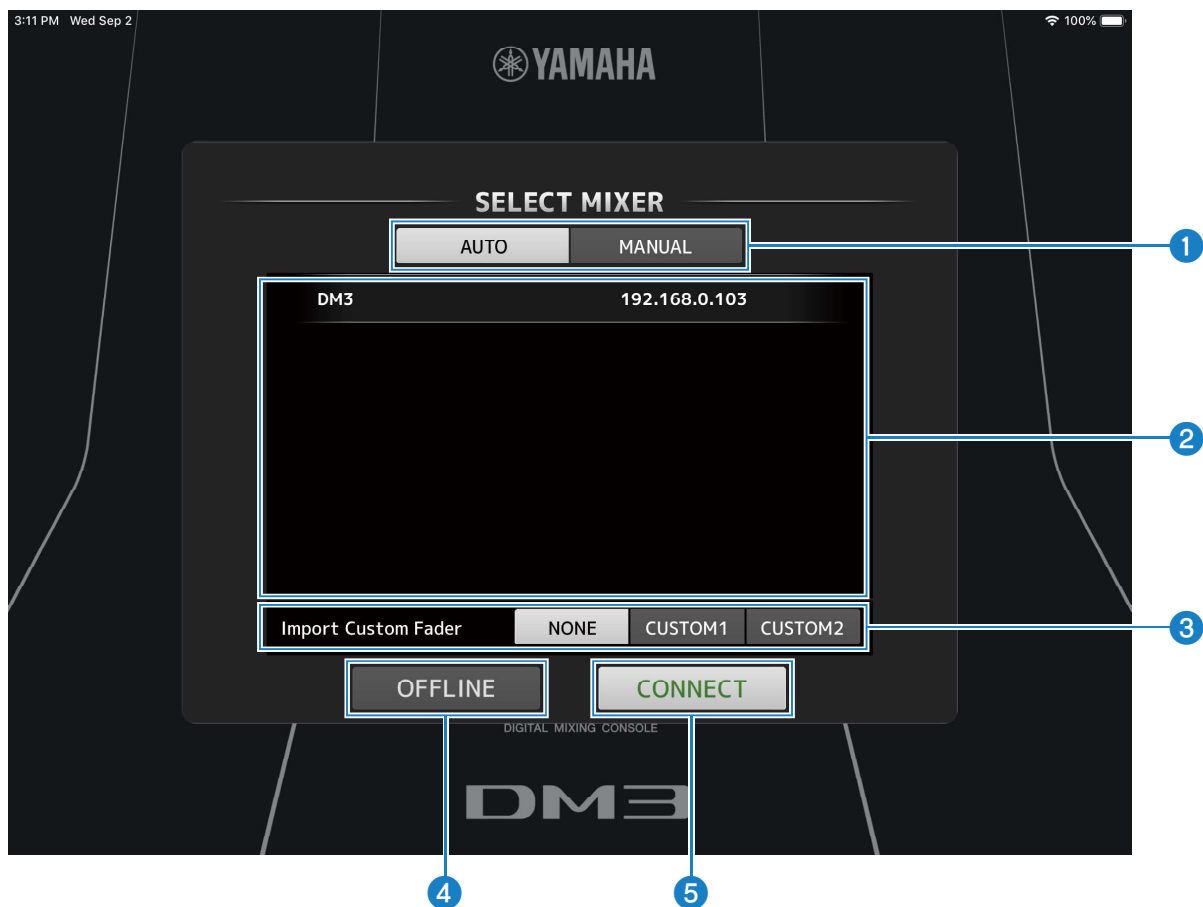 3:11 PM Wed Sep 2 100%
YAMAHA
SELECT MIXER
AUTO MANUAL
1
DM3 192.168.0.103
2
Import Custom Fader NONE CUSTOM1 CUSTOM2
3
OFFLINE CONNECT
DIGITAL MIXING CONSOLE
DM3
4 5